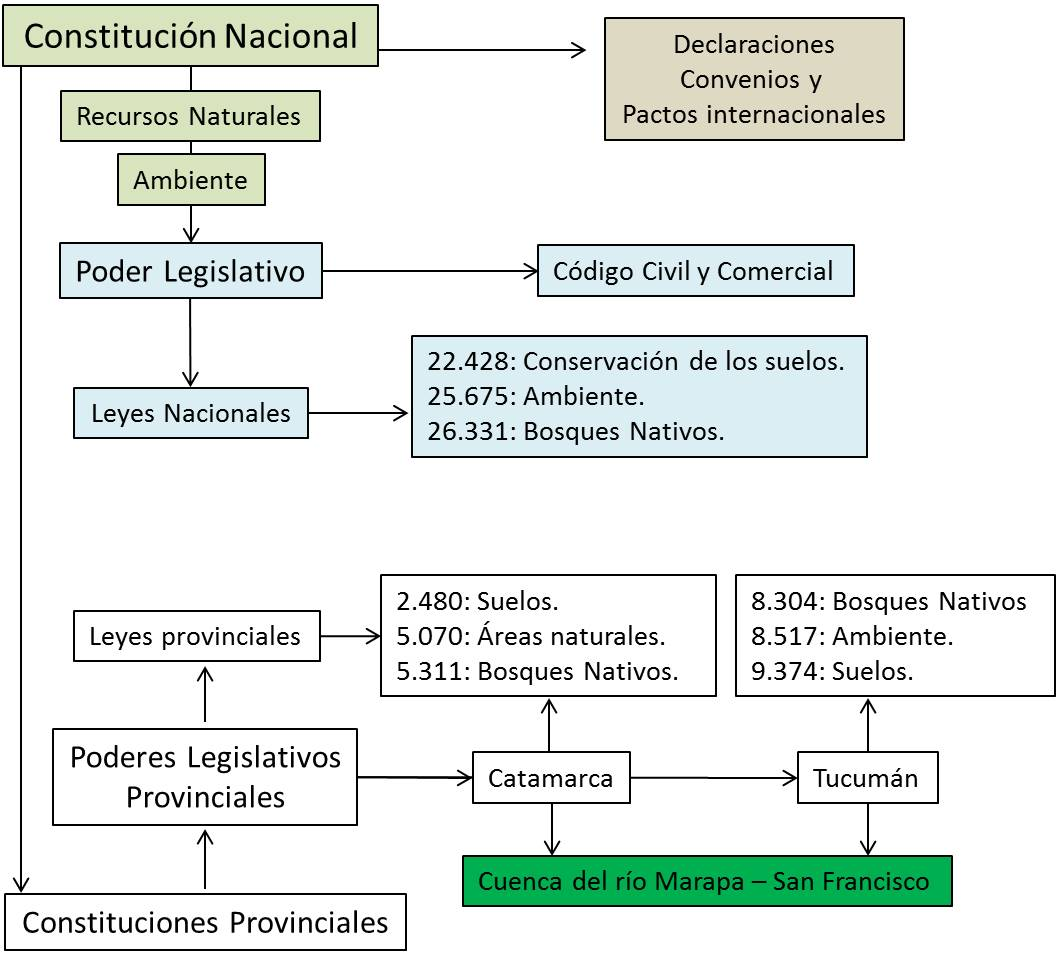 Constitución Nacional
Declaraciones
Convenios y
Pactos internacionales
Recursos Naturales
Ambiente
Poder Legislativo
Código Civil y Comercial
Leyes Nacionales
22.428: Conservación de los suelos.
25.675: Ambiente.
26.331: Bosques Nativos.
Leyes provinciales
2.480: Suelos.
5.070: Áreas naturales.
5.311: Bosques Nativos.
8.304: Bosques Nativos
8.517: Ambiente.
9.374: Suelos.
Poderes Legislativos
Provinciales
Catamarca
Tucumán
Cuenca del río Marapa – San Francisco
Constituciones Provinciales